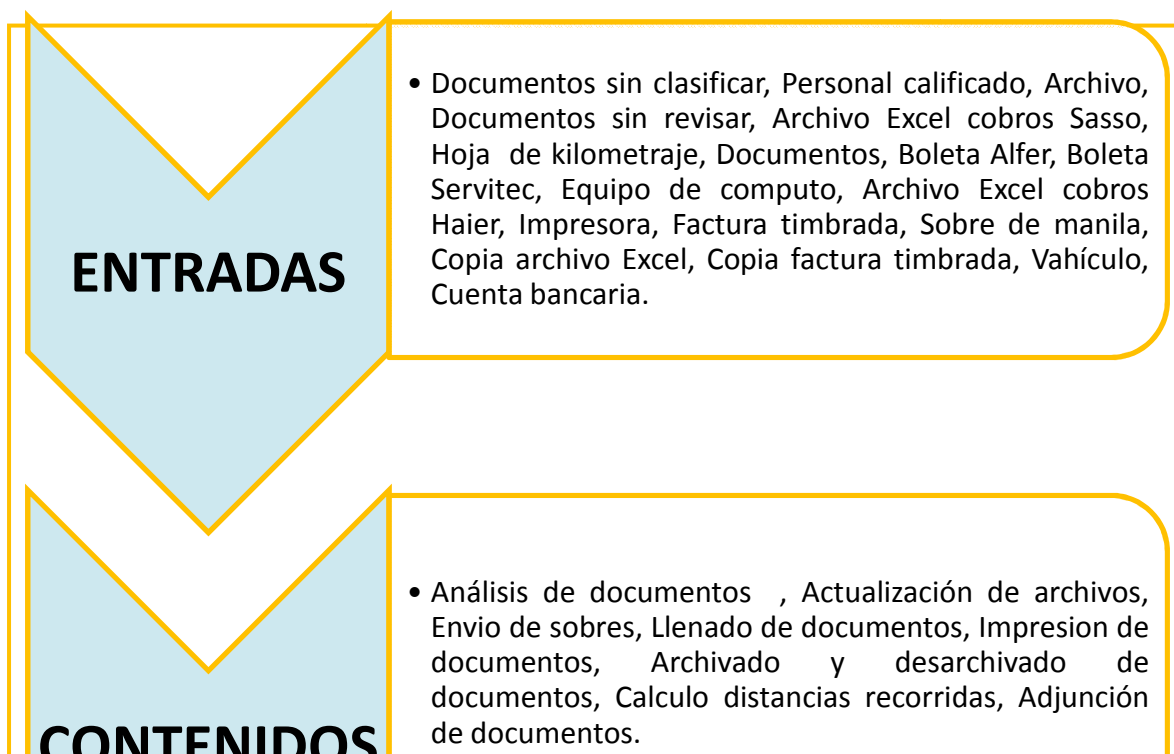 ENTRADAS
• Documentos sin clasificar, Personal calificado, Archivo,
Documentos sin revisar, Archivo Excel cobros Sasso,
Hoja de kilometraje, Documentos, Boleta Alfer, Boleta
Servitec, Equipo de computo, Archivo Excel cobros
Haier, Impresora, Factura timbrada, Sobre de manila,
Copia archivo Excel, Copia factura timbrada, Vahículo,
Cuenta bancaria.
CONTENIDOS
• Análisis de documentos , Actualización de archivos,
Envio de sobres, Llenado de documentos, Impresion de
documentos, Archivado y desarchivado de
documentos, Calculo distancias recorridas, Adjunción
de documentos.